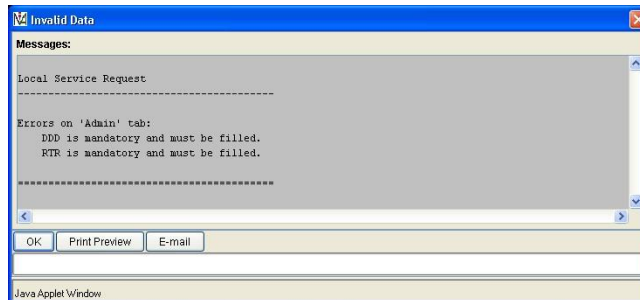 Invalid Data
Messages:
Local Service Request
------------------------------------------
Errors on 'Admin' tab:
DDD is mandatory and must be filled.
RTR is mandatory and must be filled.
==========================================
OK Print Preview E-mail
Java Applet Window